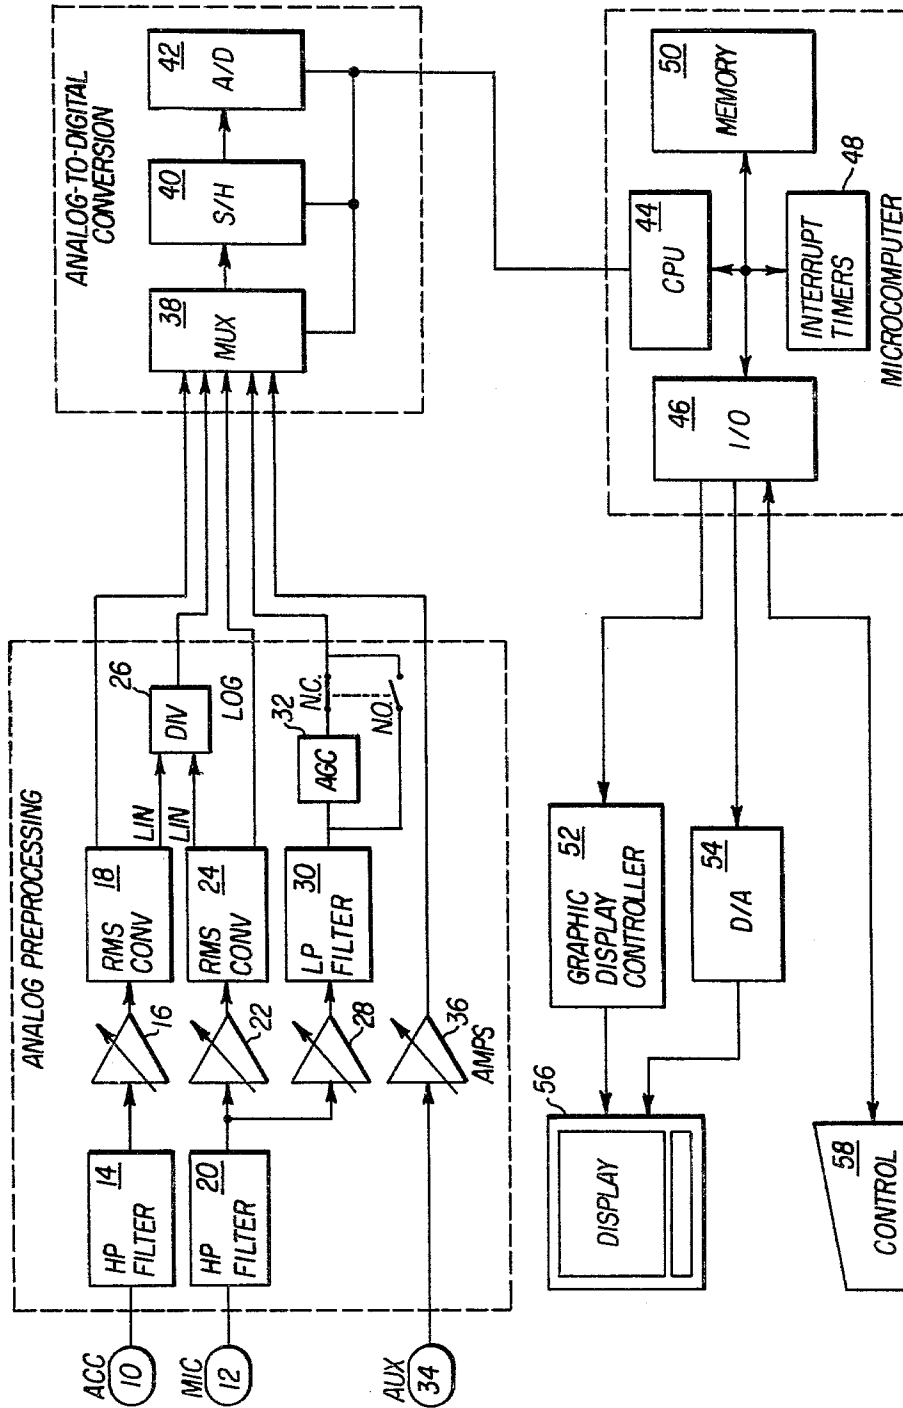 ANALOG PREPROCESSING
ACC
10
14
HP
FILTER
16
18
RMS
CONV
LIN
LIN
26
DIV
MIC
12
20
HP
FILTER
22
24
RMS
CONV
LOG
28
30
LP
FILTER
32
AGC
N.C.
N.O.
AUX
34
36
AMPS
ANALOG-TO-DIGITAL
CONVERSION
38
MUX
40
S/H
42
A/D
56
DISPLAY
52
GRAPHIC
DISPLAY
CONTROLLER
54
D/A
58
CONTROL
46
I/O
44
CPU
50
MEMORY
48
INTERRUPT
TIMERS
MICROCOMPUTER